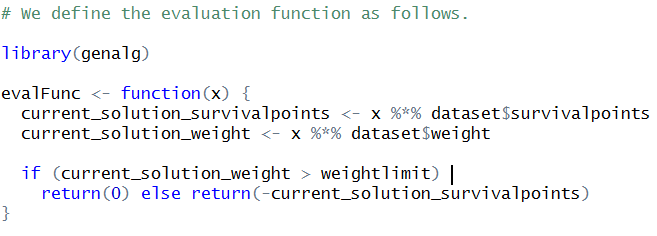 # We define the evaluation function as follows.
library(genalg)
evalFunc <- function(x) {
  current_solution_survivalpoints <- x %*% dataset$survivalpoints
  current_solution_weight <- x %*% dataset$weight
  if (current_solution_weight > weightlimit)
    return(0) else return(-current_solution_survivalpoints)
}